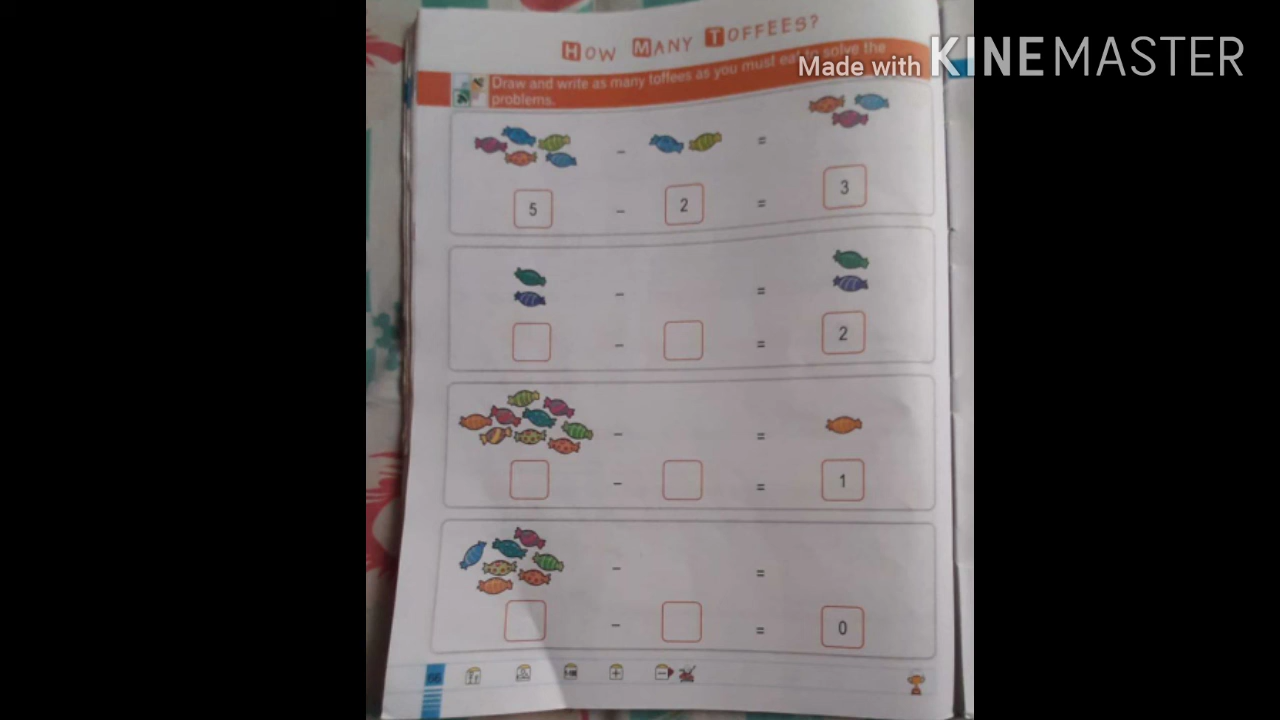 How Many Toffees?
Made with KINEMASTER
Draw and write as many toffees as you must eat to solve the
problems.
- =
5 - 2 = 3
- =
- = 2
- =
- = 1
- =
- = 0